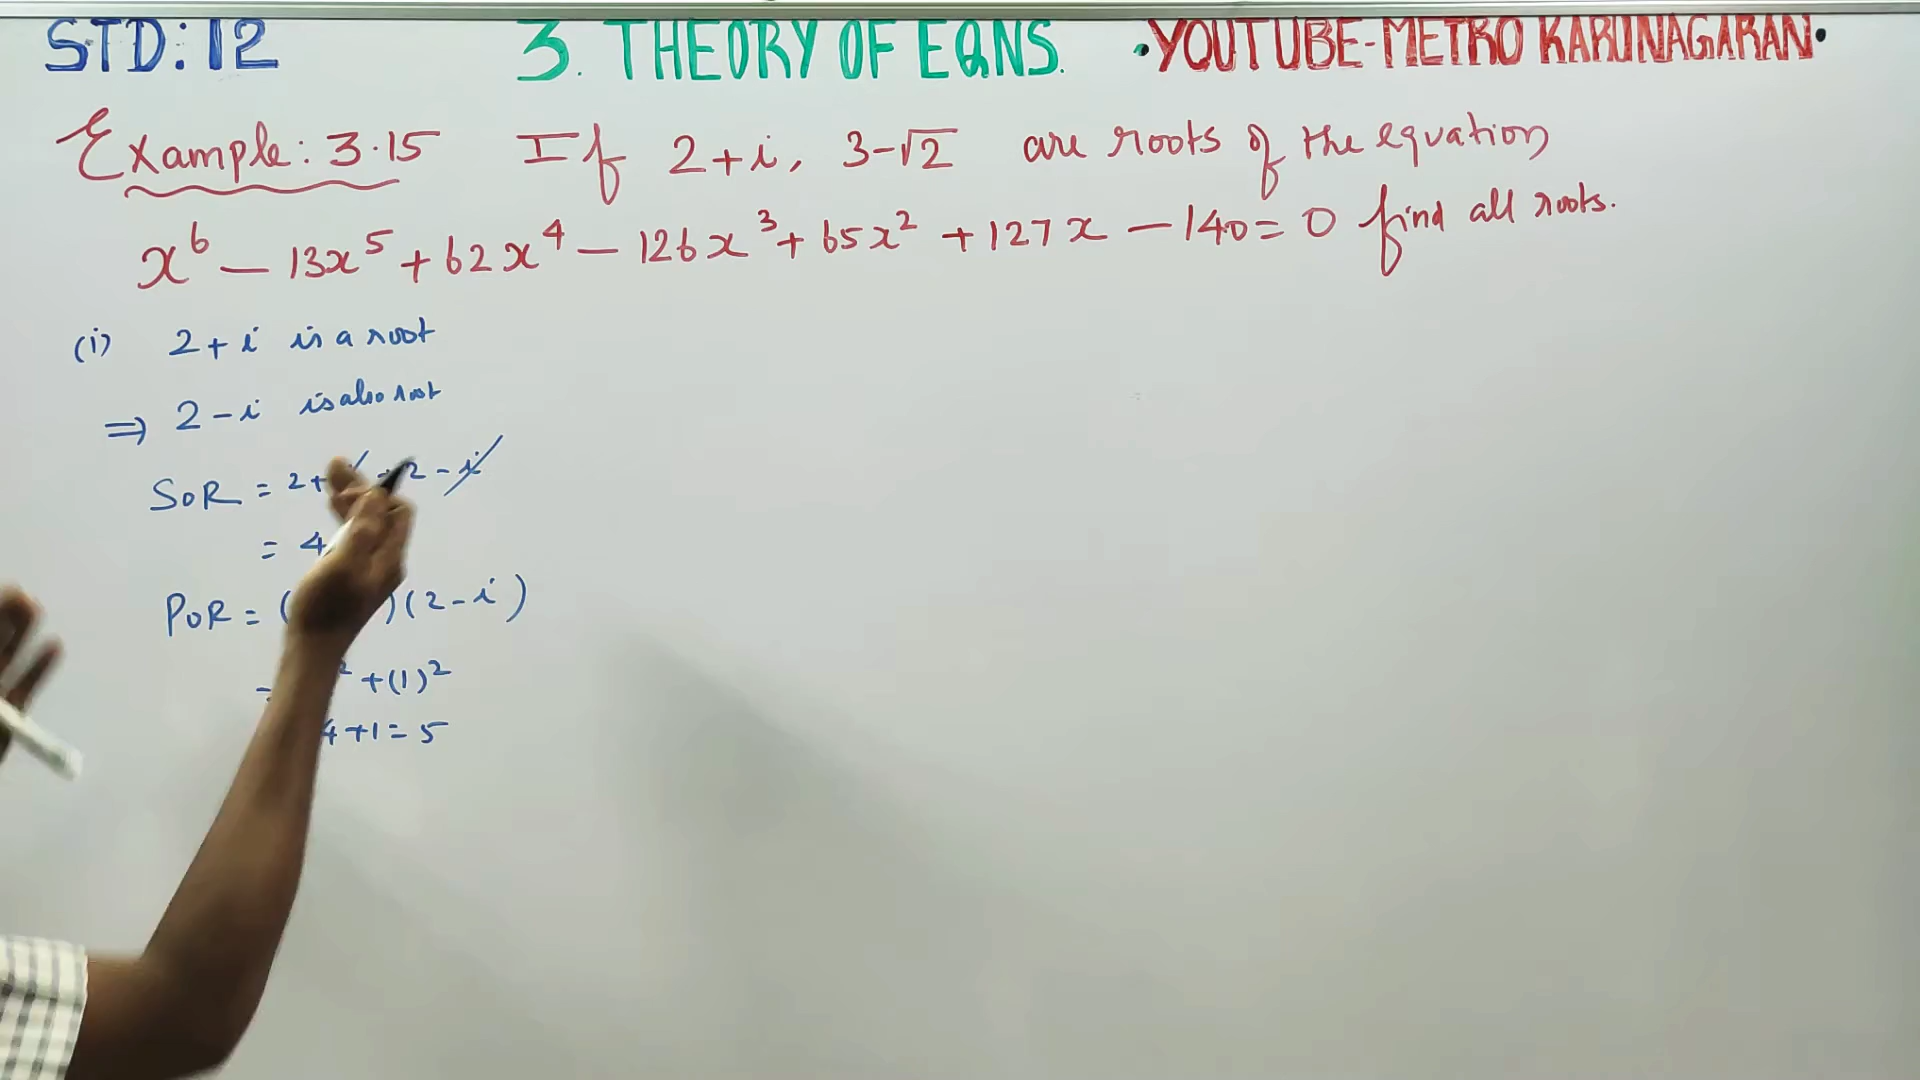 STD: 12 3. THEORY OF EQNS. •YOUTUBE-METRO KARUNAGARAN•
Example: 3.15 If 2+i, 3-√2 are roots of the equation
x⁶ - 13x⁵ + 62x⁴ - 126x³ + 65x² + 127x - 140 = 0 find all roots.
(i) 2+i is a root
⇒ 2-i is also root
SOR = 2+ 2-i
= 4
POR = ( )(2-i)
= ² +(1)²
4+1=5